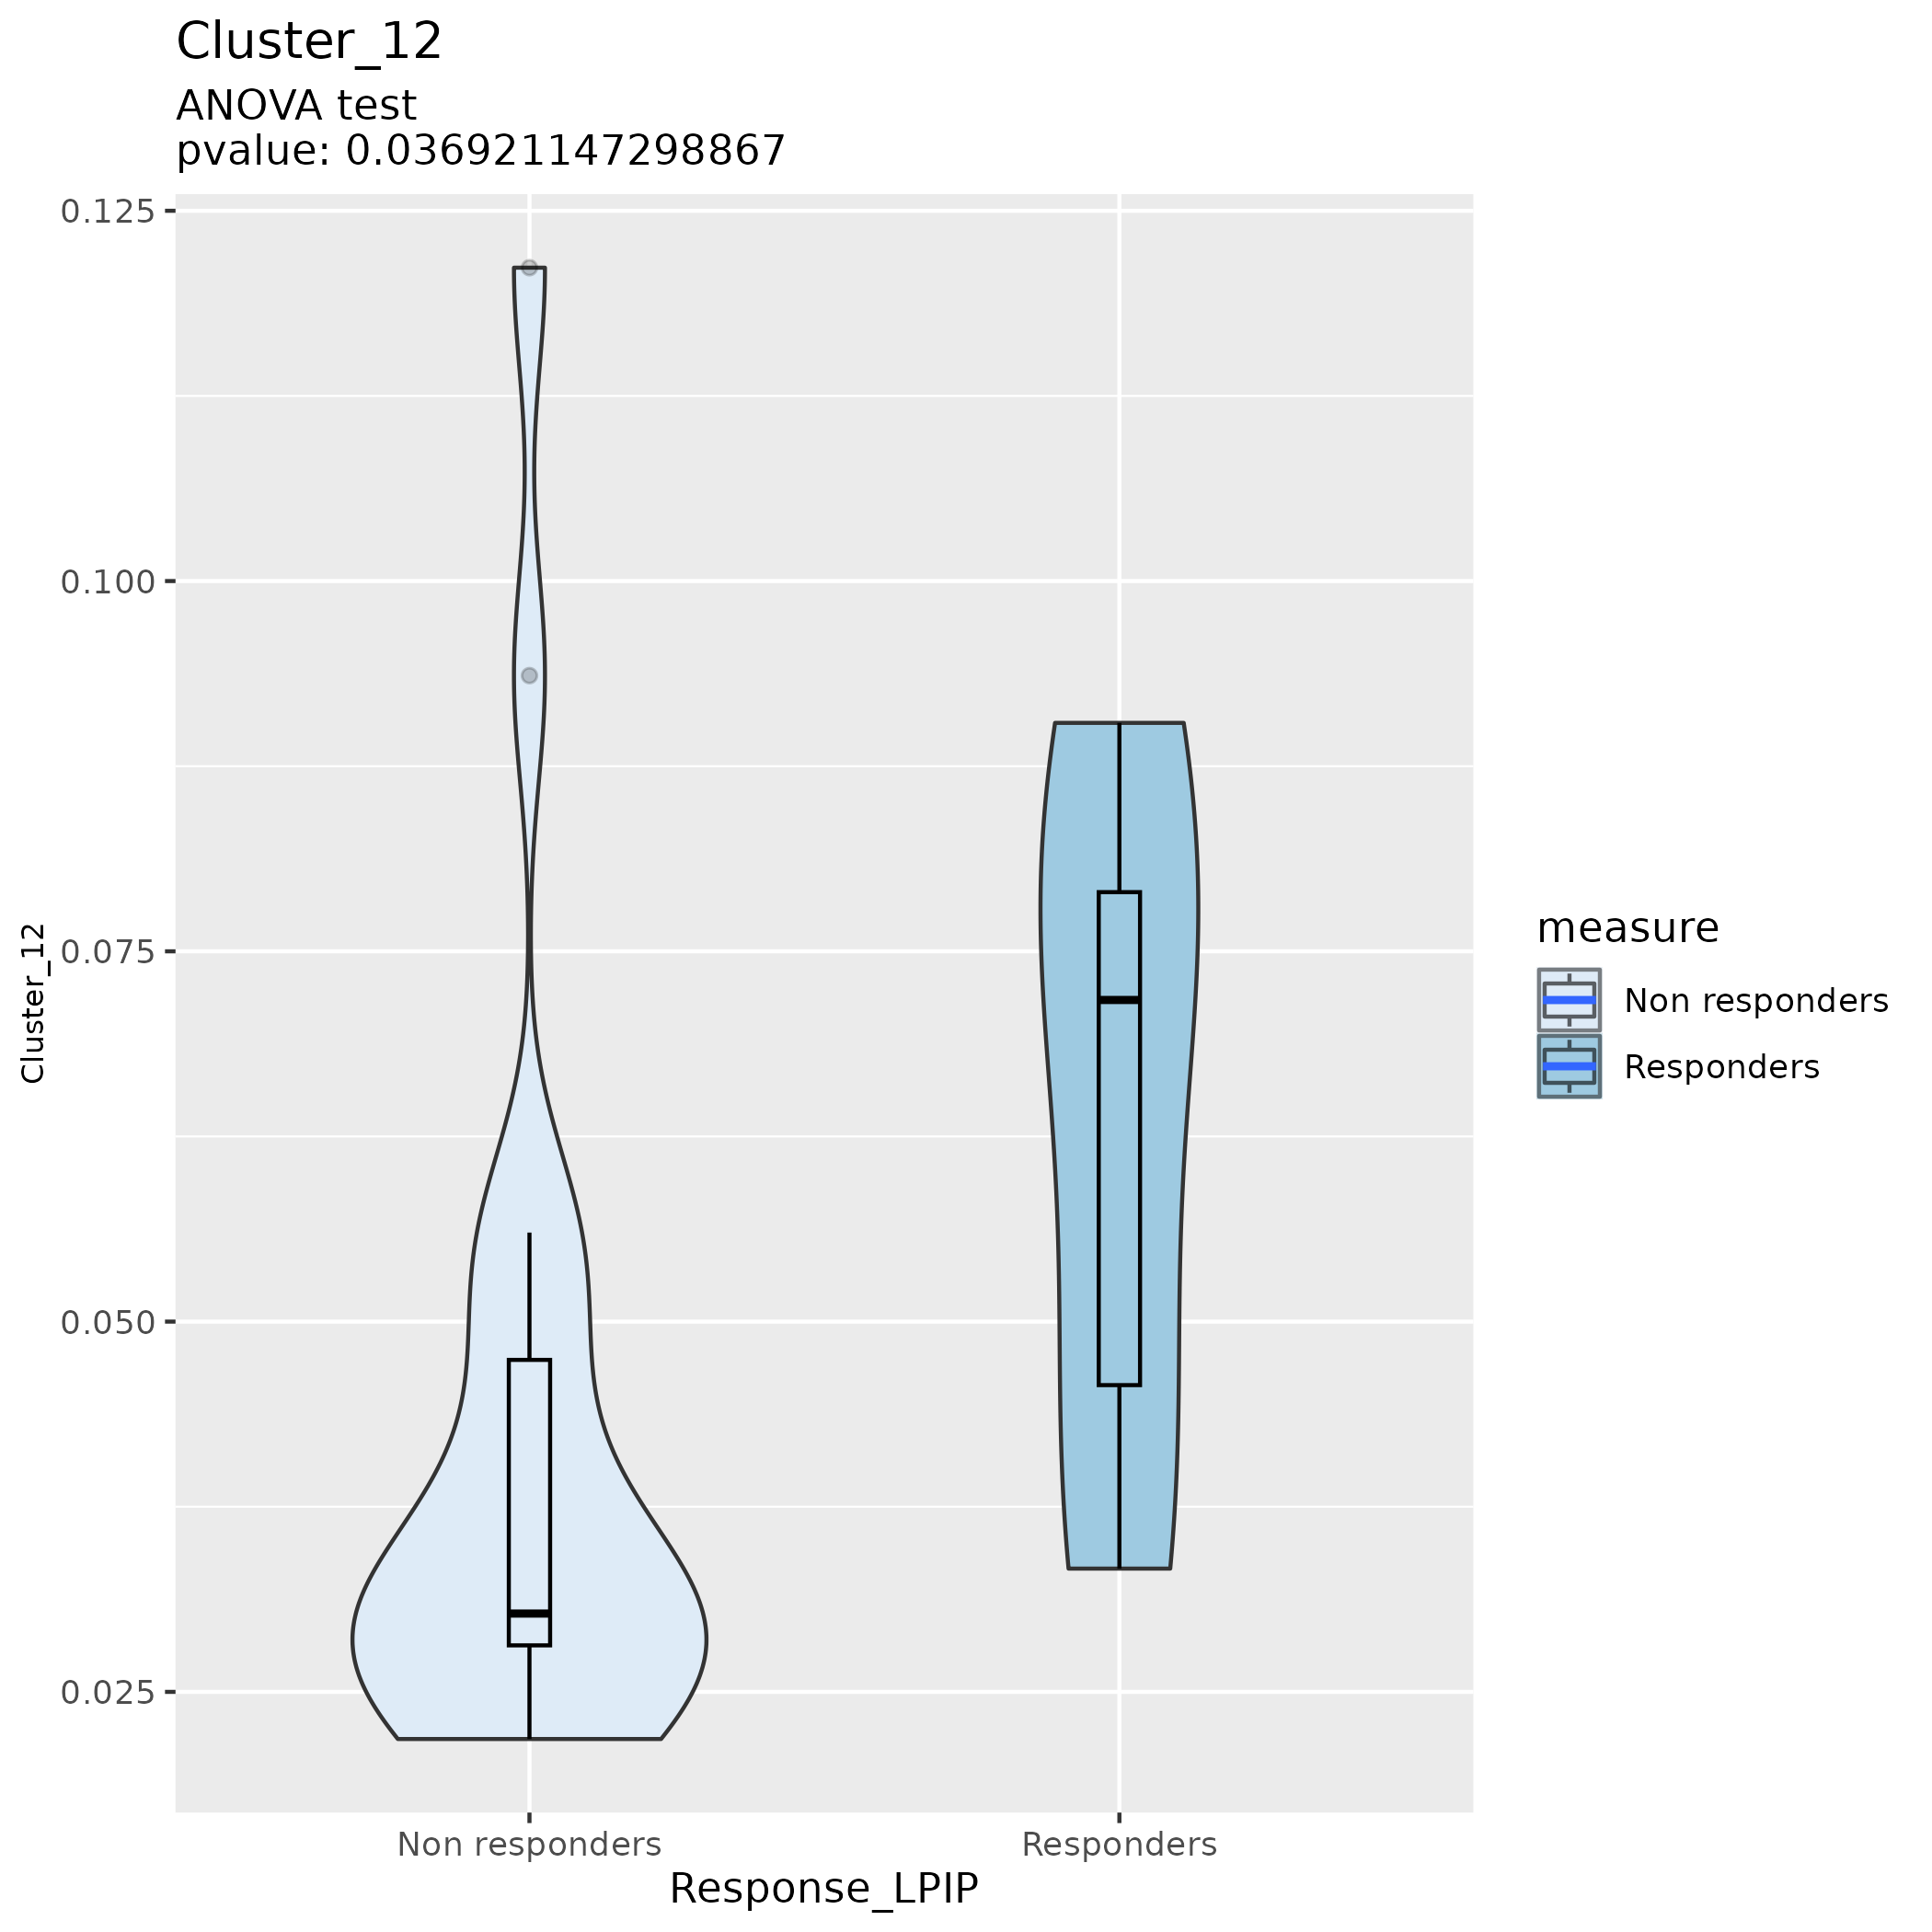 Cluster_12
ANOVA test
pvalue: 0.036921147298867
0.125
0.100
0.075
0.050
0.025
Cluster_12
Non responders
Responders
Response_LPIP
measure
Non responders
Responders